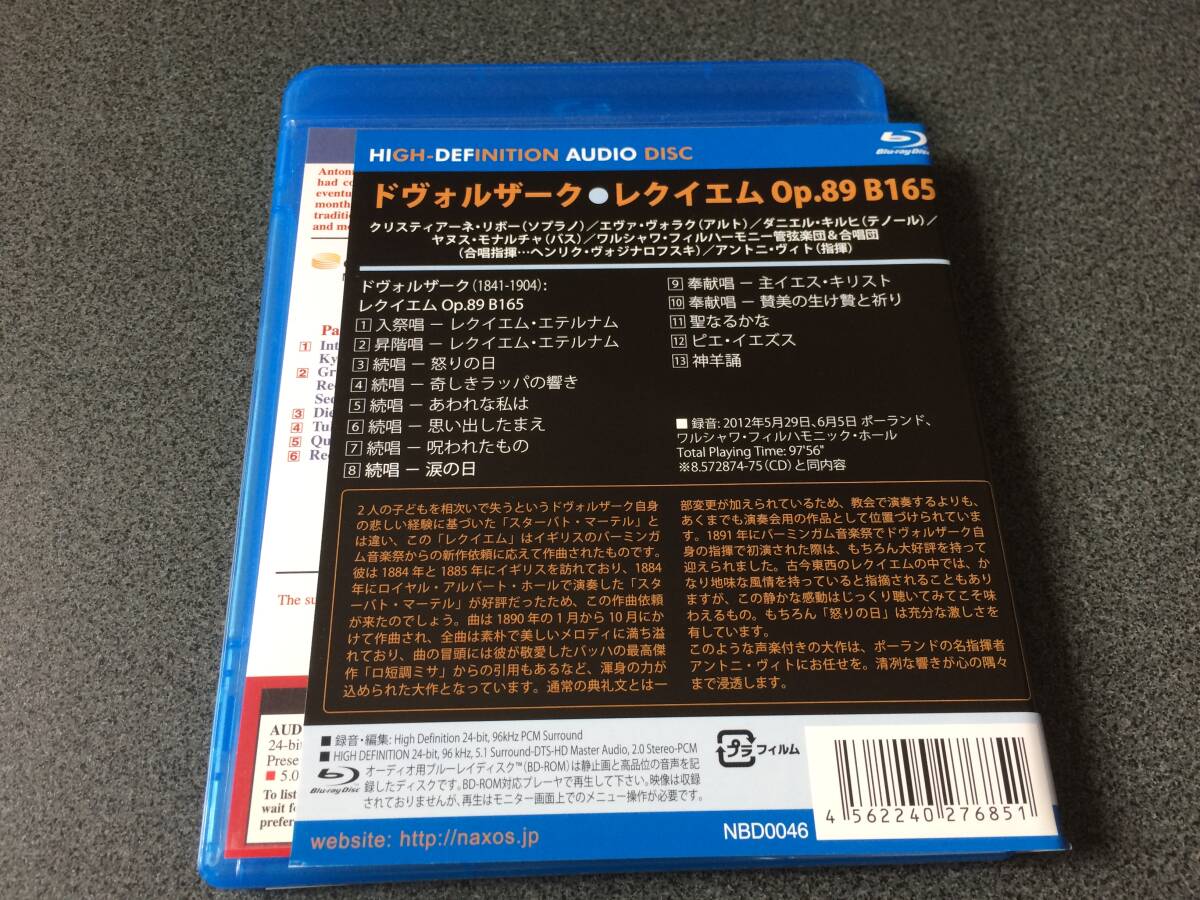 Blu-ray Disc
HIGH-DEFINITION AUDIO DISC
ドヴォルザーク●レクイエム Op.89 B165
クリスティアーネ・リボー(ソプラノ)/エヴァ・ヴォラク(アルト)/ダニエル・キルヒ(テノール)/
ヤヌス・モナルチャ(バス)/ワルシャワ・フィルハーモニー管弦楽団&合唱団
(合唱指揮…ヘンリク・ヴォジナロフスキ)/アントニ・ヴィト(指揮)
ドヴォルザーク(1841-1904):
レクイエム Op.89 B165
1 入祭唱 − レクイエム・エテルナム
2 昇階唱 − レクイエム・エテルナム
3 続唱 − 怒りの日
4 続唱 − 奇しきラッパの響き
5 続唱 − あわれな私は
6 続唱 − 思い出したまえ
7 続唱 − 呪われたもの
8 続唱 − 涙の日
9 奉献唱 − 主イエス・キリスト
10 奉献唱 − 賛美の生け贄と祈り
11 聖なるかな
12 ピエ・イエズス
13 神羊誦
■ 録音:2012年5月29日、6月5日 ポーランド、
ワルシャワ・フィルハモニック・ホール
Total Playing Time: 97'56"
※8.572874-75(CD)と同内容
2人の子どもを相次いで失うというドヴォルザーク自身
の悲しい経験に基づいた「スターバト・マーテル」と
は違い、この「レクイエム」はイギリスのバーミンガ
ム音楽祭からの新作依頼に応えて作曲されたものです。
彼は1884年と1885年にイギリスを訪れており、1884
年にロイヤル・アルバート・ホールで演奏した「スタ
ーバト・マーテル」が好評だったため、この作曲依頼
が来たのでしょう。曲は1890年の1月から10月にか
けて作曲され、全曲は素朴で美しいメロディに満ち溢
れており、曲の冒頭には彼が敬愛したバッハの最高傑
作「ロ短調ミサ」からの引用もあるなど、渾身の力が
込められた大作となっています。通常の典礼文とは一
部変更が加えられているため、教会で演奏するよりも、
あくまでも演奏会用の作品として位置づけられていま
す。1891年にバーミンガム音楽祭でドヴォルザーク自
身の指揮で初演された際は、もちろん大好評を持って
迎えられました。古今東西のレクイエムの中では、か
なり地味な風情を持っていると指摘されることもあり
ますが、この静かな感動はじっくり聴いてみてこそ味
わえるもの。もちろん「怒りの日」は充分な激しさを
有しています。
このような声楽付きの大作は、ポーランドの名指揮者
アントニ・ヴィトにお任せを。清冽な響きが心の隅々
まで浸透します。
■ 録音・編集: High Definition 24-bit, 96kHz PCM Surround
■ HIGH DEFINITION 24-bit, 96 kHz, 5.1 Surround-DTS-HD Master Audio, 2.0 Stereo-PCM
Blu-ray Disc
オーディオ用ブルーレイディスク™(BD-ROM)は静止画と高品位の音声を記
録したディスクです。BD-ROM対応プレーヤで再生して下さい。映像は収録
されておりませんが、再生はモニター画面上でのメニュー操作が必要です。
プラ フィルム
4 562240 276851
website: http://naxos.jp
NBD0046
Anton
had co
eventu
month
traditio
and me
Pa
1 Int
Ky
2 Gr
Re
Sec
3 Die
4 Tu
5 Qu
6 Rec
The su
AUD
24-bit
Prese
■ 5.0
To list
wait fo
prefer